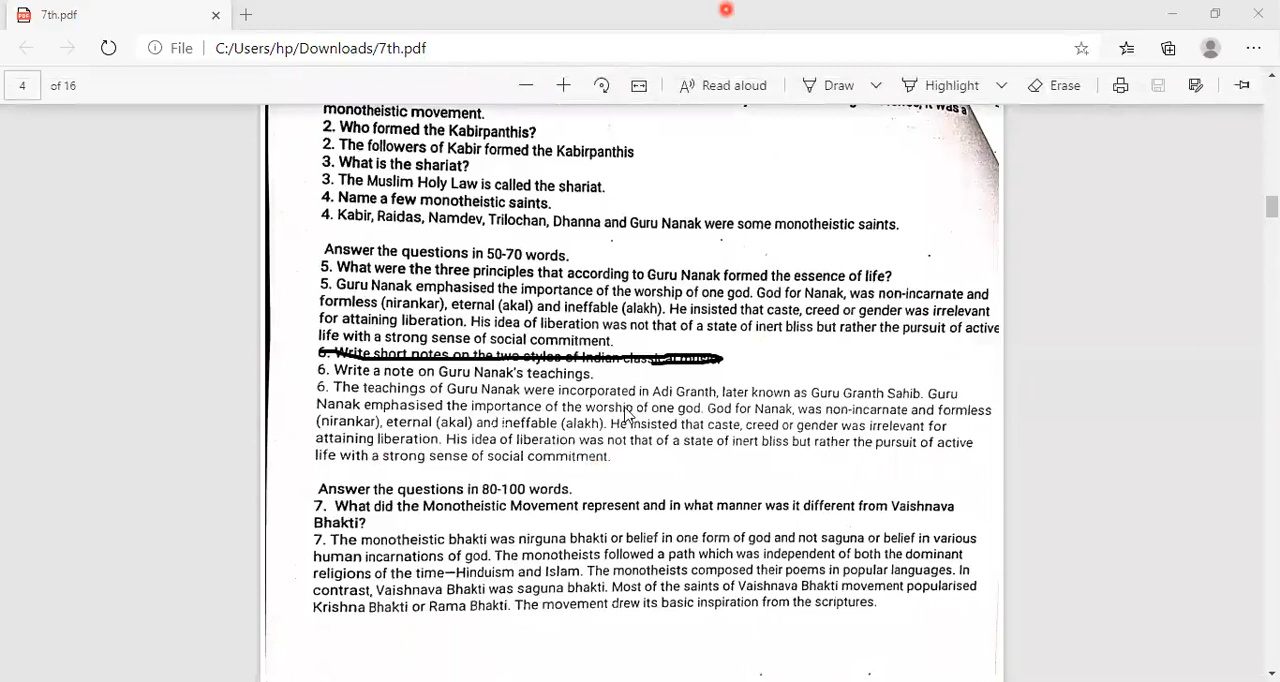 7th.pdf
File
C:/Users/hp/Downloads/7th.pdf
4 of 16
Read aloud
Draw
Highlight
Erase
it was a
monotheistic movement.
2. Who formed the Kabirpanthis?
2. The followers of Kabir formed the Kabirpanthis
3. What is the shariat?
3. The Muslim Holy Law is called the shariat.
4. Name a few monotheistic saints.
4. Kabir, Raidas, Namdev, Trilochan, Dhanna and Guru Nanak were some monotheistic saints.
Answer the questions in 50-70 words.
5. What were the three principles that according to Guru Nanak formed the essence of life?
5. Guru Nanak emphasised the importance of the worship of one god. God for Nanak, was non-incarnate and
formless (nirankar), eternal (akal) and ineffable (alakh). He insisted that caste, creed or gender was irrelevant
for attaining liberation. His idea of liberation was not that of a state of inert bliss but rather the pursuit of active
life with a strong sense of social commitment.
6. Write short notes on the two styles of Indian classical
6. Write a note on Guru Nanak's teachings.
6. The teachings of Guru Nanak were incorporated in Adi Granth, later known as Guru Granth Sahib. Guru
Nanak emphasised the importance of the worship of one god. God for Nanak, was non-incarnate and formless
(nirankar), eternal (akal) and ineffable (alakh). He insisted that caste, creed or gender was irrelevant for
attaining liberation. His idea of liberation was not that of a state of inert bliss but rather the pursuit of active
life with a strong sense of social commitment.
Answer the questions in 80-100 words.
7. What did the Monotheistic Movement represent and in what manner was it different from Vaishnava
Bhakti?
7. The monotheistic bhakti was nirguna bhakti or belief in one form of god and not saguna or belief in various
human incarnations of god. The monotheists followed a path which was independent of both the dominant
religions of the time—Hinduism and Islam. The monotheists composed their poems in popular languages. In
contrast, Vaishnava Bhakti was saguna bhakti. Most of the saints of Vaishnava Bhakti movement popularised
Krishna Bhakti or Rama Bhakti. The movement drew its basic inspiration from the scriptures.